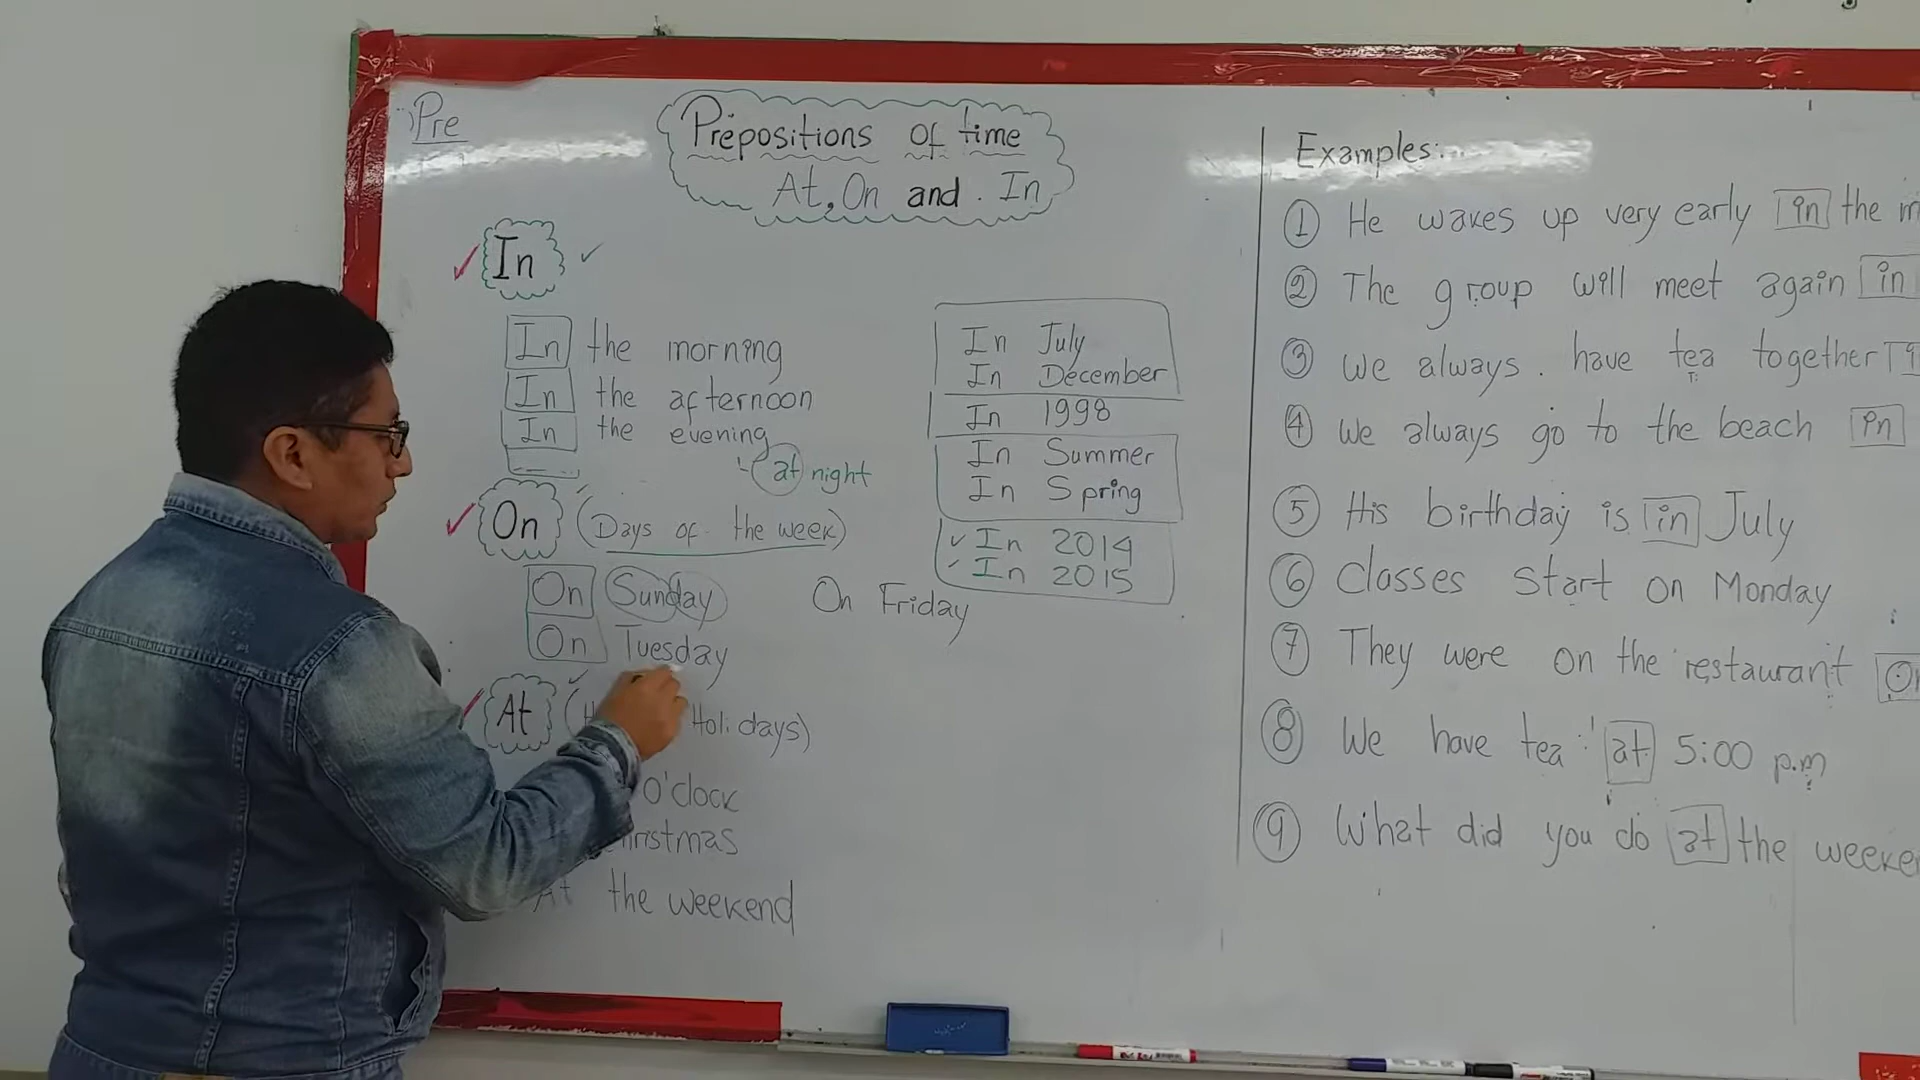 Pre
Prepositions of time
At, On and In
In
In the morning
In the afternoon
In the evening
at night
In July
In December
In 1998
In Summer
In Spring
In 2014
In 2015
On (Days of the week)
On Sunday
On Tuesday
On Friday
At Holidays)
o'clock
At the weekend
Examples:
① He wakes up very early in the
② The group will meet again in
③ We always have tea together
④ We always go to the beach in
⑤ His birthday is in July
⑥ Classes start on Monday
⑦ They were on the restaurant
⑧ We have tea at 5:00 p.m
⑨ What did you do at the